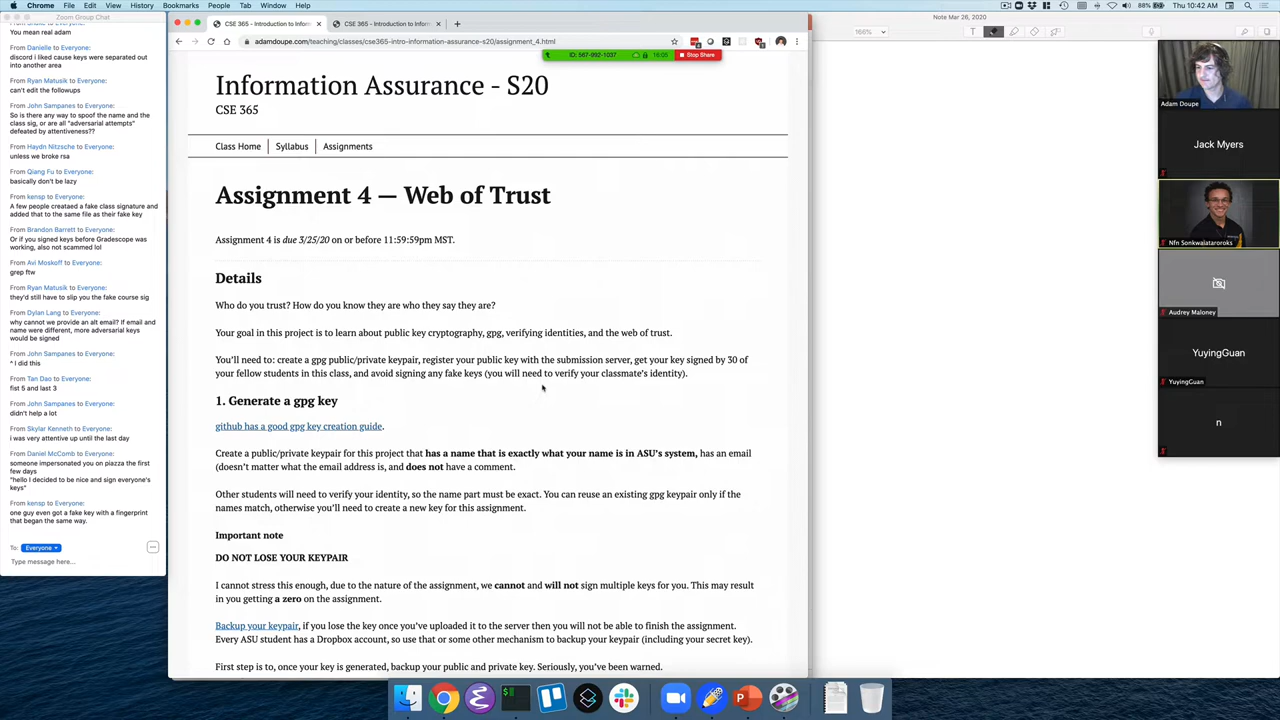 Chrome File Edit View History Bookmarks People Tab Window Help
88% Thu 10:42 AM
Zoom Group Chat
You mean real adam
From Danielle to Everyone:
discord i liked cause keys were separated out
into another area
From Ryan Matusik to Everyone:
can't edit the followups
From John Sampanes to Everyone:
So is there any way to spoof the name and the
class sig, or are all "adversarial attempts"
defeated by attentiveness??
From Haydn Nitzsche to Everyone:
unless we broke rsa
From Qiang Fu to Everyone:
basically don't be lazy
From kensp to Everyone:
A few people creataed a fake class signature and
added that to the same file as their fake key
From Brandon Barrett to Everyone:
Or if you signed keys before Gradescope was
working, also not scammed lol
From Avi Moskoff to Everyone:
grep ftw
From Ryan Matusik to Everyone:
they'd still have to slip you the fake course sig
From Dylan Lang to Everyone:
why cannot we provide an alt email? If email and
name were different, more adversarial keys
would be signed
From John Sampanes to Everyone:
^ I did this
From Tan Dao to Everyone:
fist 5 and last 3
From John Sampanes to Everyone:
didn't help a lot
From Skylar Kenneth to Everyone:
i was very attentive up until the last day
From Daniel McComb to Everyone:
someone impersonated you on piazza the first
few days
"hello I decided to be nice and sign everyone's
keys"
From kensp to Everyone:
one guy even got a fake key with a fingerprint
that began the same way.
To: Everyone
Type message here...
CSE 365 - Introduction to Infor
CSE 365 - Introduction to Infor
adamdoupe.com/teaching/classes/cse365-intro-information-assurance-s20/assignment_4.html
ID: 567-992-1037
Stop Share
Information Assurance - S20
CSE 365
Class Home Syllabus Assignments
Assignment 4 — Web of Trust
Assignment 4 is due 3/25/20 on or before 11:59:59pm MST.
Details
Who do you trust? How do you know they are who they say they are?
Your goal in this project is to learn about public key cryptography, gpg, verifying identities, and the web of trust.
You'll need to: create a gpg public/private keypair, register your public key with the submission server, get your key signed by 30 of
your fellow students in this class, and avoid signing any fake keys (you will need to verify your classmate's identity).
1. Generate a gpg key
github has a good gpg key creation guide.
Create a public/private keypair for this project that has a name that is exactly what your name is in ASU's system, has an email
(doesn't matter what the email address is, and does not have a comment.
Other students will need to verify your identity, so the name part must be exact. You can reuse an existing gpg keypair only if the
names match, otherwise you'll need to create a new key for this assignment.
Important note
DO NOT LOSE YOUR KEYPAIR
I cannot stress this enough, due to the nature of the assignment, we cannot and will not sign multiple keys for you. This may result
in you getting a zero on the assignment.
Backup your keypair, if you lose the key once you've uploaded it to the server then you will not be able to finish the assignment.
Every ASU student has a Dropbox account, so use that or some other mechanism to backup your keypair (including your secret key).
First step is to, once your key is generated, backup your public and private key. Seriously, you've been warned.
Note Mar 26, 2020
166%
Adam Doupe
Jack Myers
Nfn Sonkwaiataroroks
Audrey Maloney
YuyingGuan
YuyingGuan
n